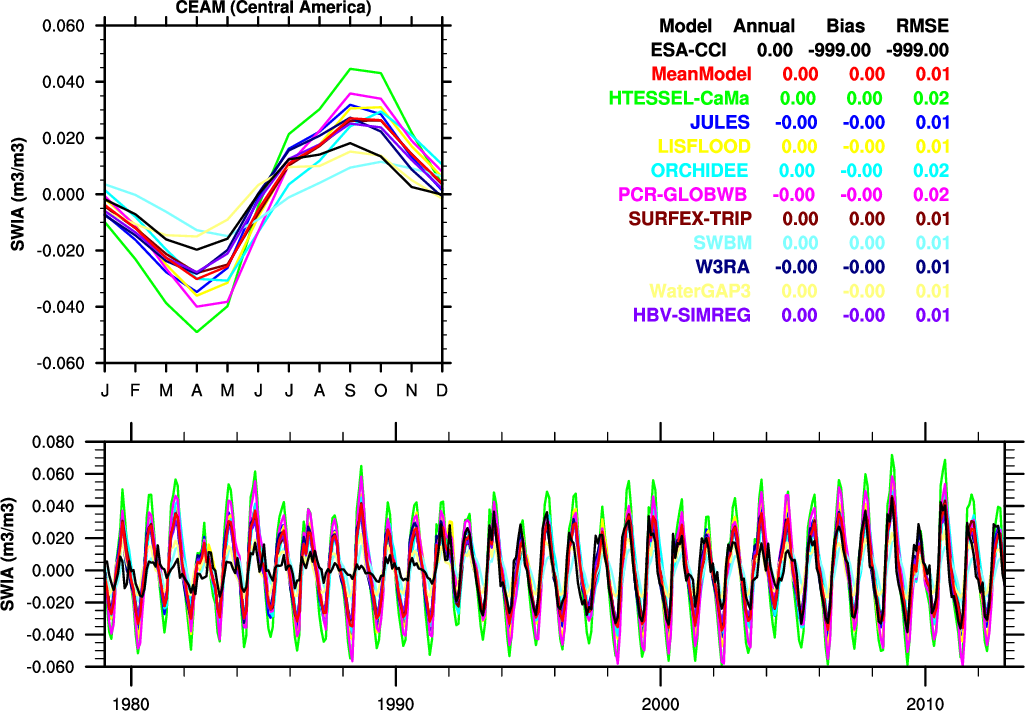 CEAM (Central America)
0.060
0.040
0.020
0.000
-0.020
-0.040
-0.060
SWIA (m3/m3)
J F M A M J J A S O N D
Model Annual Bias RMSE
ESA-CCI 0.00 -999.00 -999.00
MeanModel 0.00 0.00 0.01
HTESSEL-CaMa 0.00 0.00 0.02
JULES -0.00 -0.00 0.01
LISFLOOD 0.00 -0.00 0.01
ORCHIDEE 0.00 -0.00 0.02
PCR-GLOBWB -0.00 -0.00 0.02
SURFEX-TRIP 0.00 0.00 0.01
SWBM 0.00 0.00 0.01
W3RA -0.00 -0.00 0.01
WaterGAP3 0.00 -0.00 0.01
HBV-SIMREG 0.00 -0.00 0.01
0.080
0.060
0.040
0.020
0.000
-0.020
-0.040
-0.060
SWIA (m3/m3)
1980 1990 2000 2010